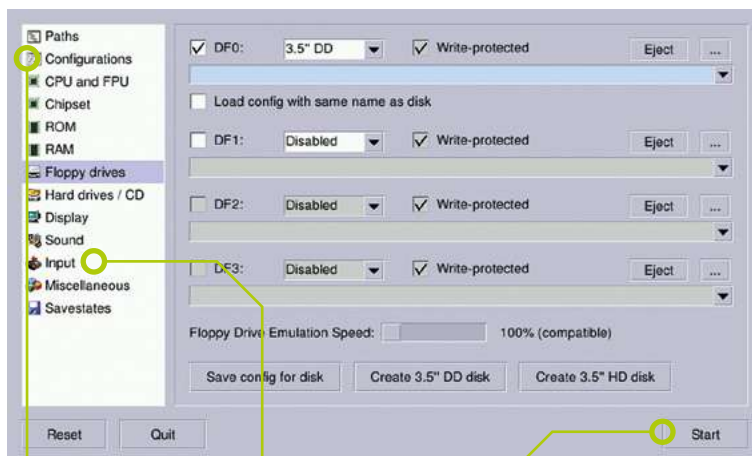 Paths
Configurations
CPU and FPU
Chipset
ROM
RAM
Floppy drives
Hard drives / CD
Display
Sound
Input
Miscellaneous
Savestates
DF0: 3.5" DD Write-protected Eject ...
Load config with same name as disk
DF1: Disabled Write-protected Eject ...
DF2: Disabled Write-protected Eject ...
DF3: Disabled Write-protected Eject ...
Floppy Drive Emulation Speed: 100% (compatible)
Save config for disk Create 3.5" DD disk Create 3.5" HD disk
Reset Quit Start